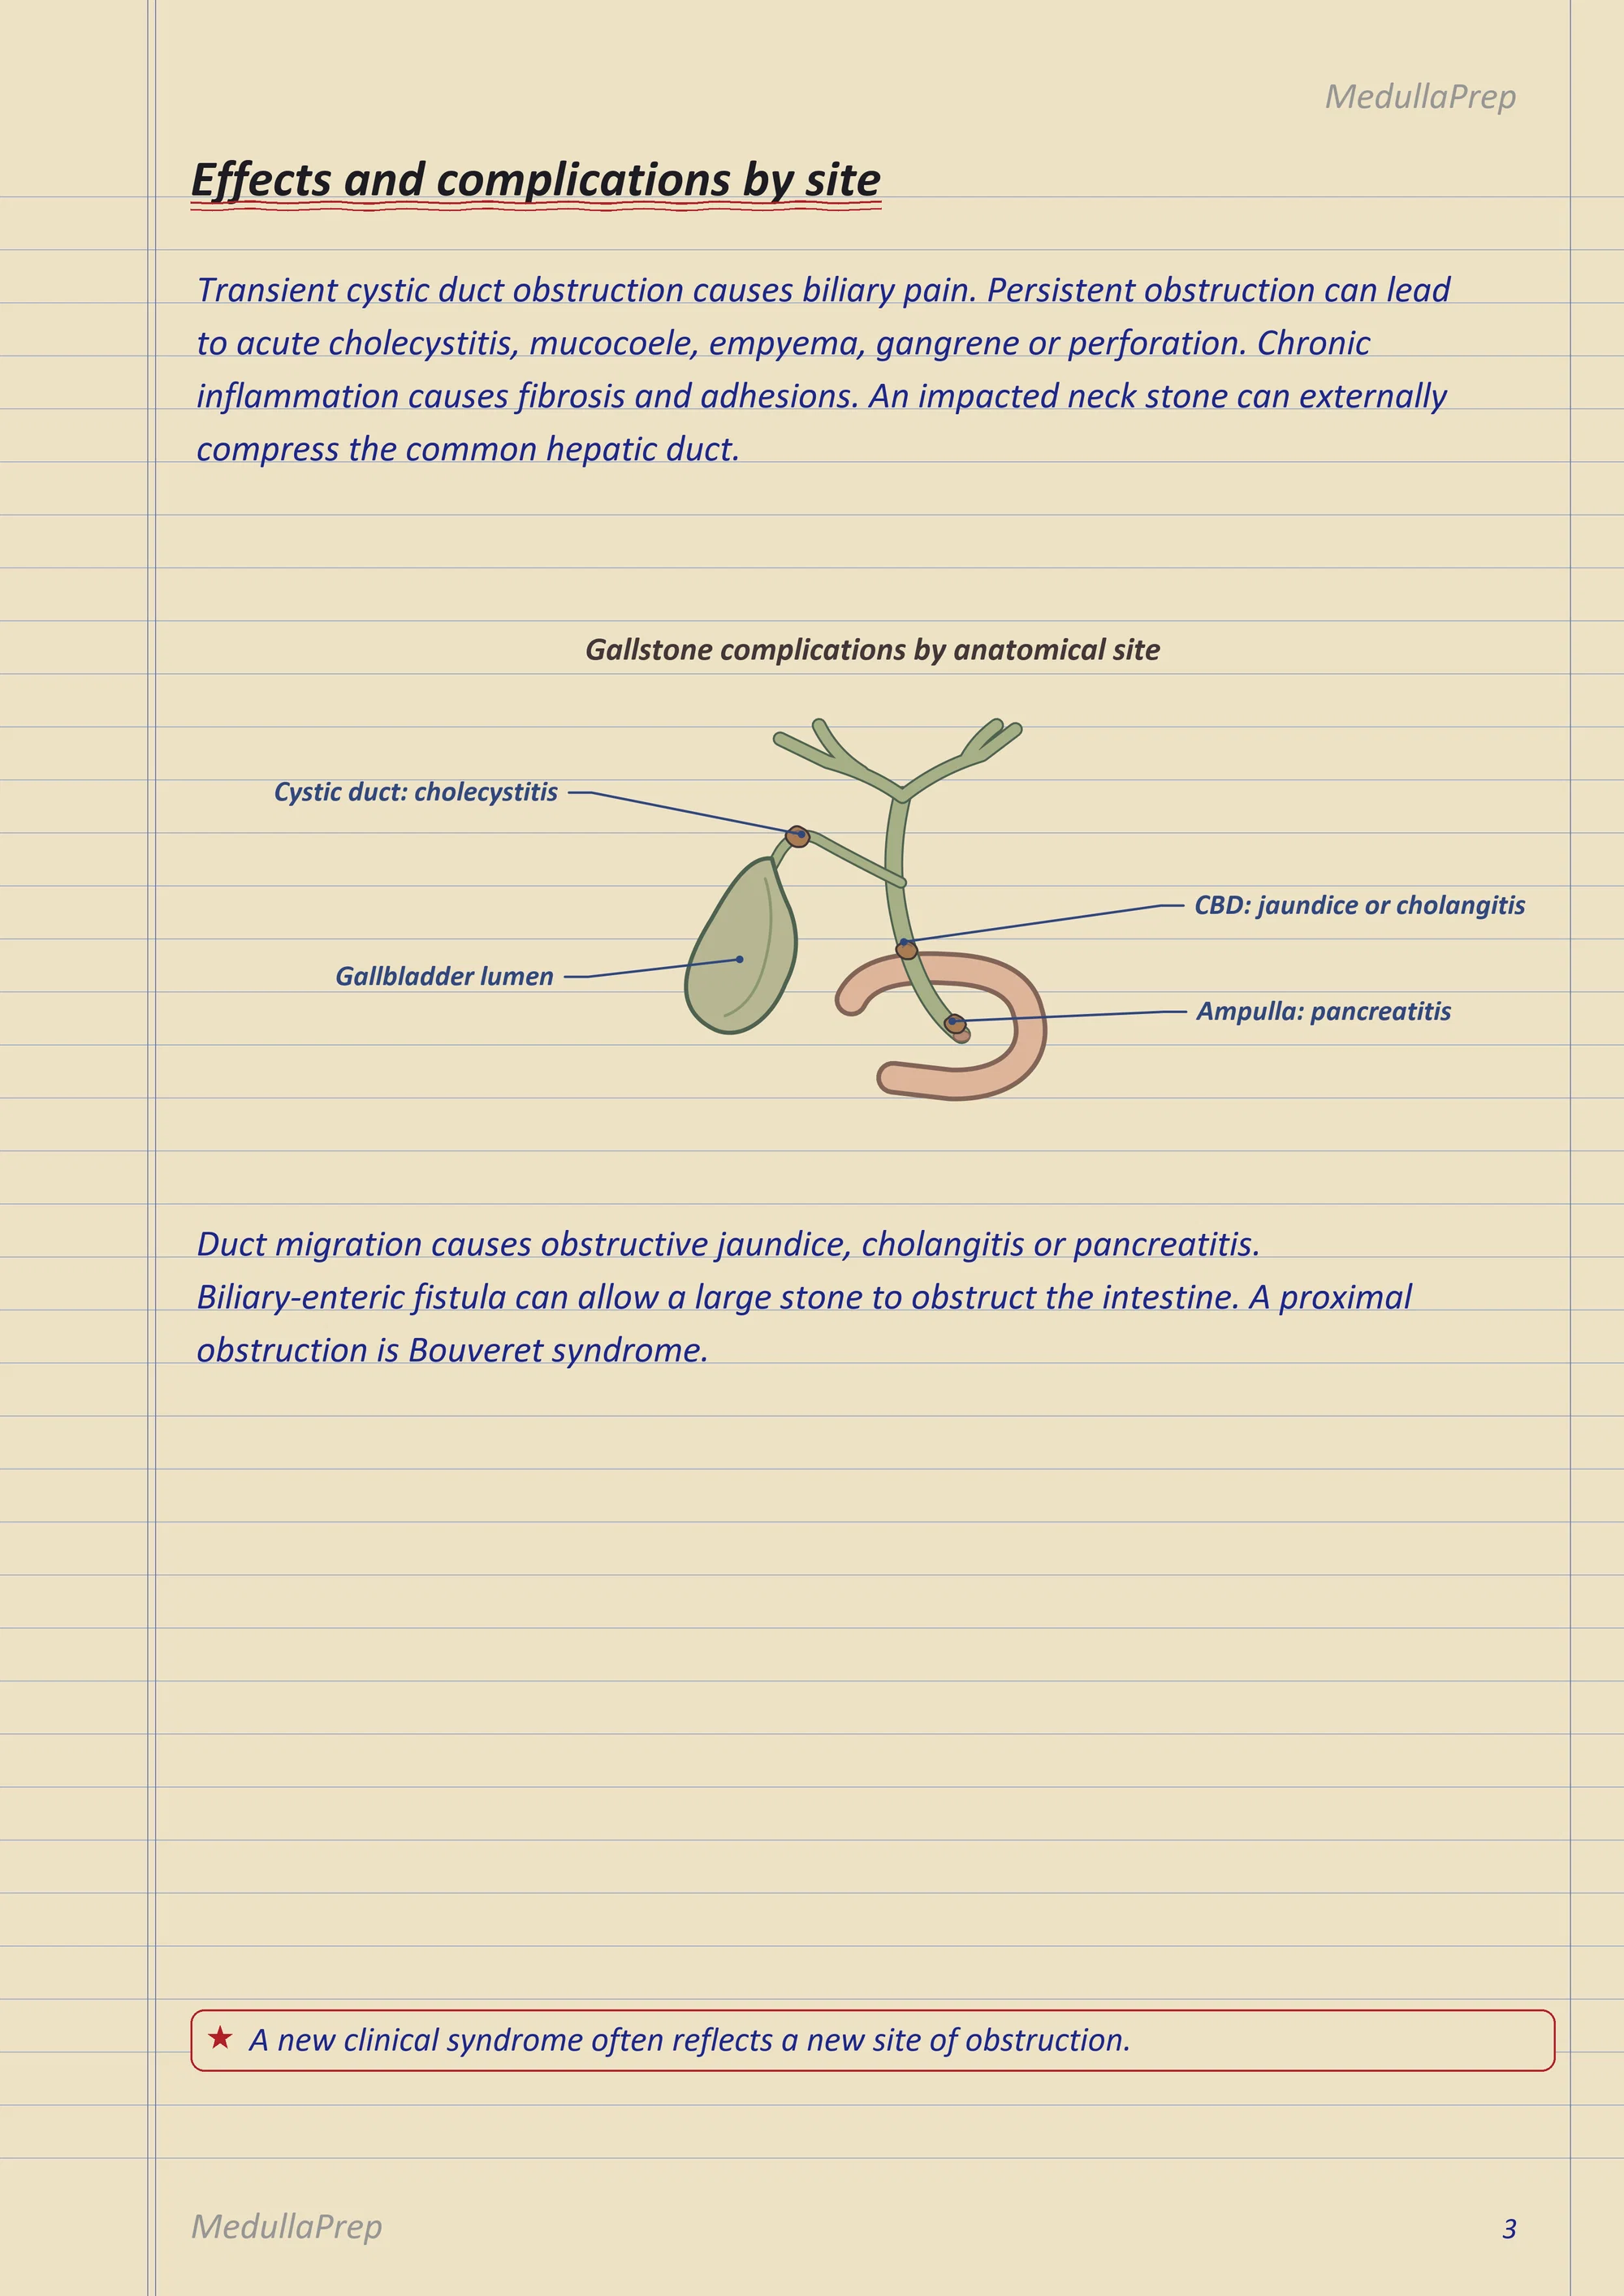 MedullaPrep
Effects and complications by site
Transient cystic duct obstruction causes biliary pain. Persistent obstruction can lead
to acute cholecystitis, mucocoele, empyema, gangrene or perforation. Chronic
inflammation causes fibrosis and adhesions. An impacted neck stone can externally
compress the common hepatic duct.
Gallstone complications by anatomical site
Cystic duct: cholecystitis
CBD: jaundice or cholangitis
Gallbladder lumen
Ampulla: pancreatitis
Duct migration causes obstructive jaundice, cholangitis or pancreatitis.
Biliary-enteric fistula can allow a large stone to obstruct the intestine. A proximal
obstruction is Bouveret syndrome.
★ A new clinical syndrome often reflects a new site of obstruction.
MedullaPrep
3